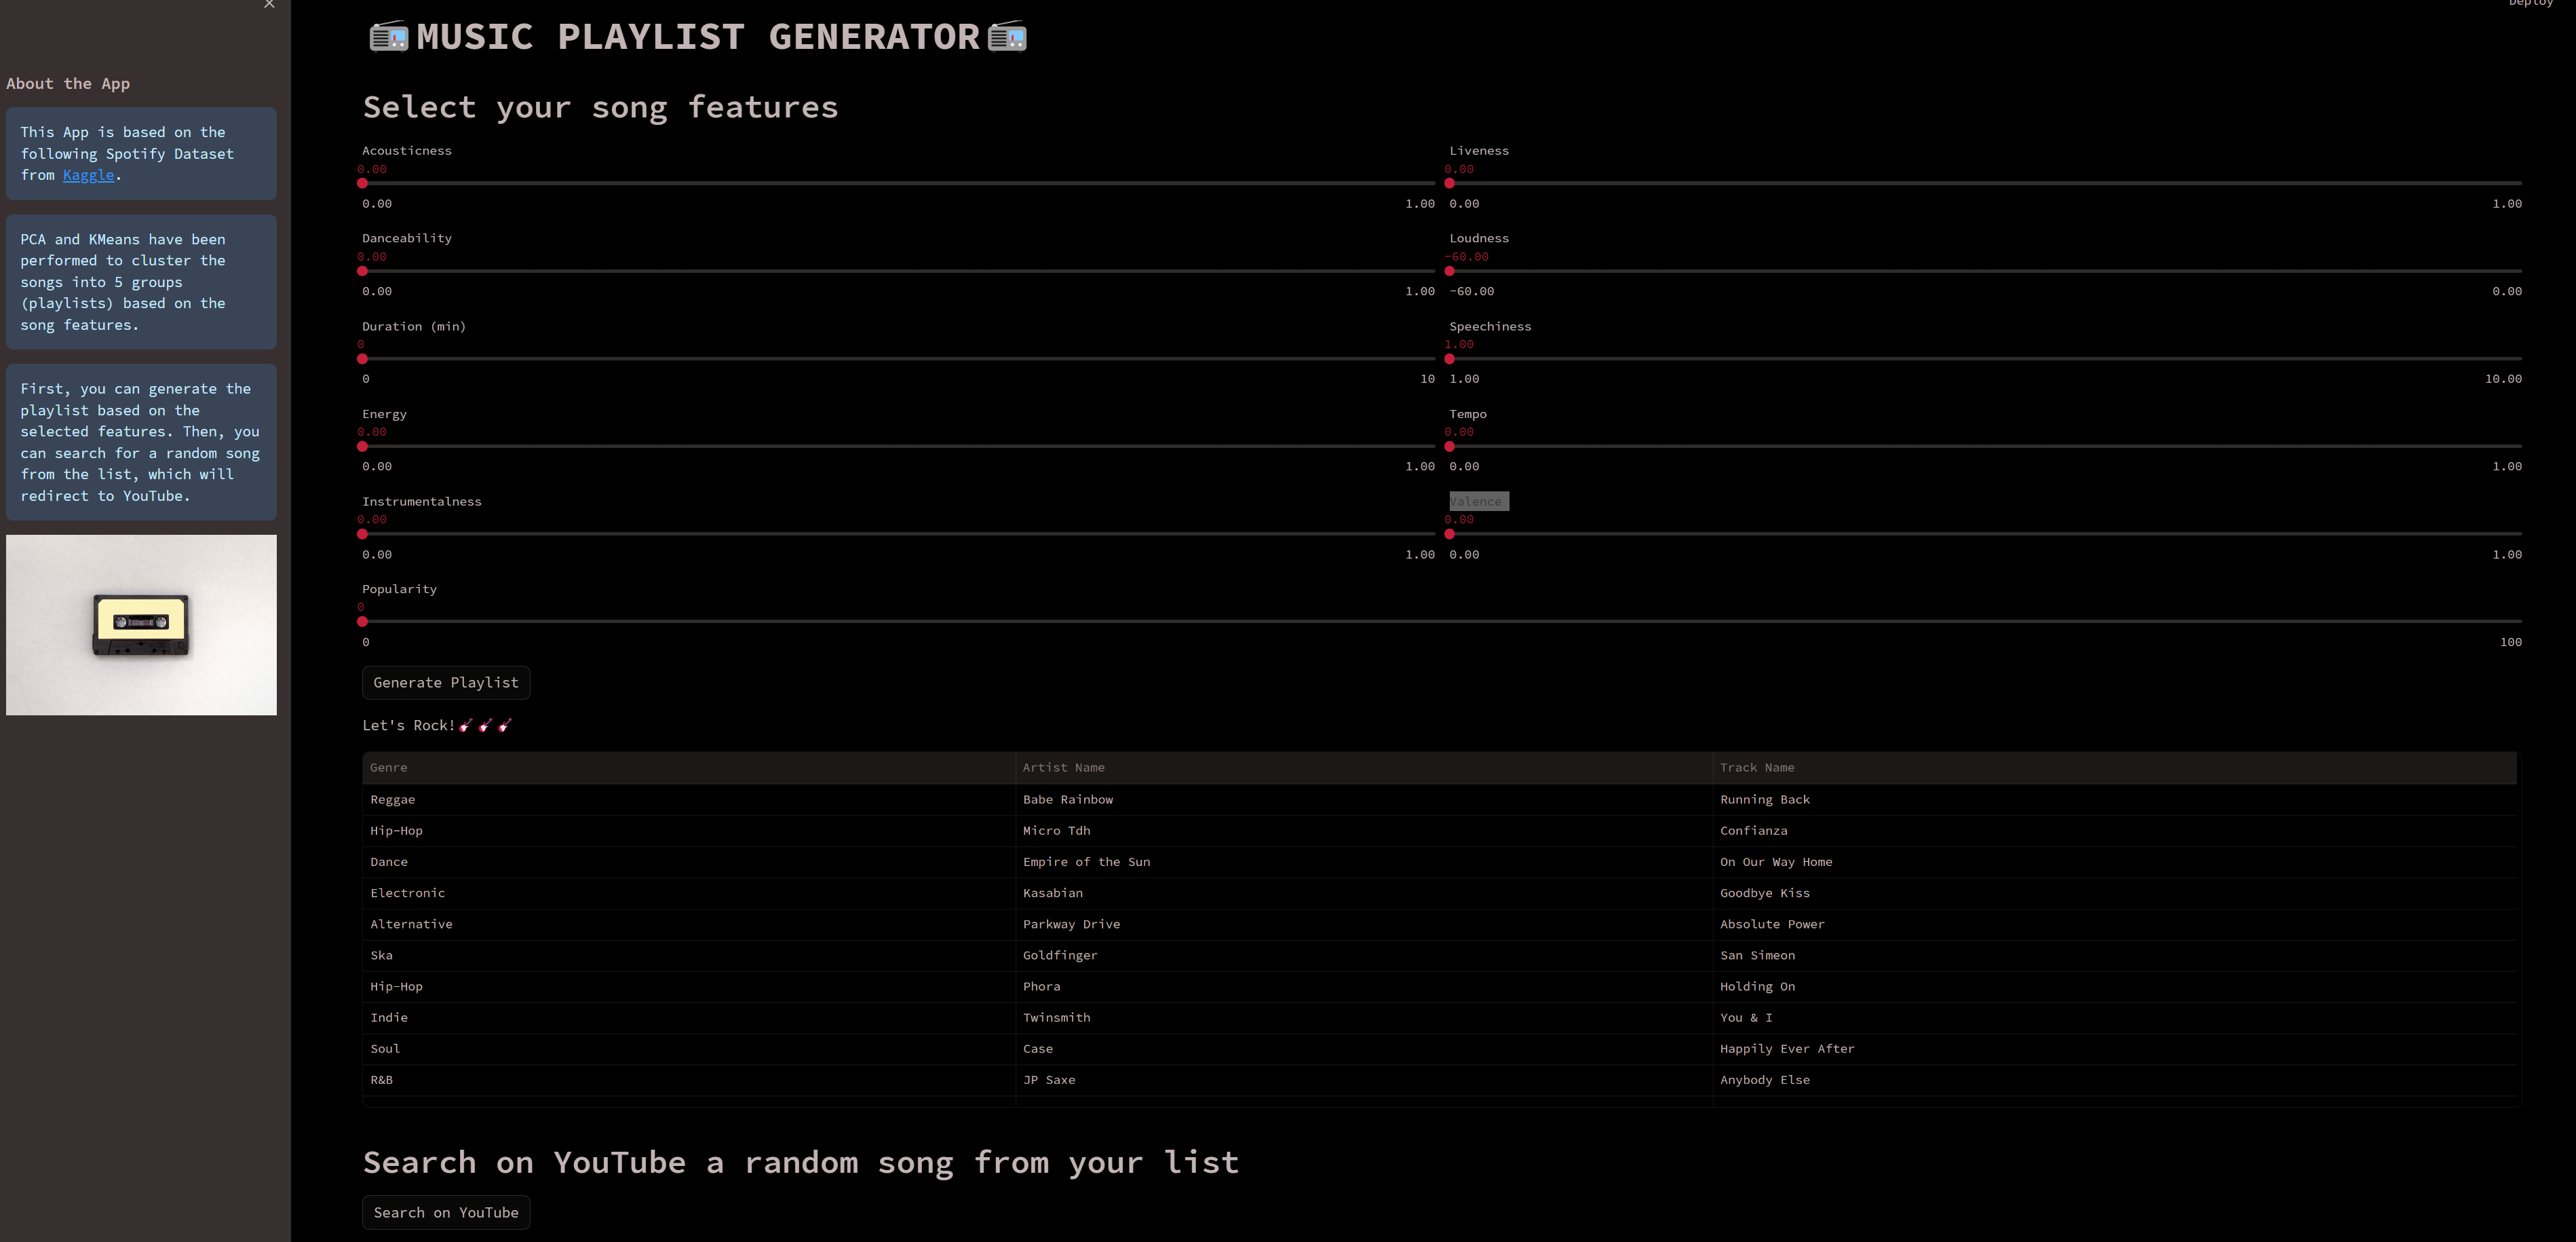 Deploy
📻MUSIC PLAYLIST GENERATOR📻
About the App
This App is based on the
following Spotify Dataset
from Kaggle.
PCA and KMeans have been
performed to cluster the
songs into 5 groups
(playlists) based on the
song features.
First, you can generate the
playlist based on the
selected features. Then, you
can search for a random song
from the list, which will
redirect to YouTube.
Select your song features
Acousticness
0.00
0.00 1.00
Danceability
0.00
0.00 1.00
Duration (min)
0
0 10
Energy
0.00
0.00 1.00
Instrumentalness
0.00
0.00 1.00
Liveness
0.00
0.00 1.00
Loudness
-60.00
-60.00 0.00
Speechiness
1.00
1.00 10.00
Tempo
0.00
0.00 1.00
Valence
0.00
0.00 1.00
Popularity
0
0 100
Generate Playlist
Let's Rock!🎸🎸🎸
Genre Artist Name Track Name
Reggae Babe Rainbow Running Back
Hip-Hop Micro Tdh Confianza
Dance Empire of the Sun On Our Way Home
Electronic Kasabian Goodbye Kiss
Alternative Parkway Drive Absolute Power
Ska Goldfinger San Simeon
Hip-Hop Phora Holding On
Indie Twinsmith You & I
Soul Case Happily Ever After
R&B JP Saxe Anybody Else
Search on YouTube a random song from your list
Search on YouTube